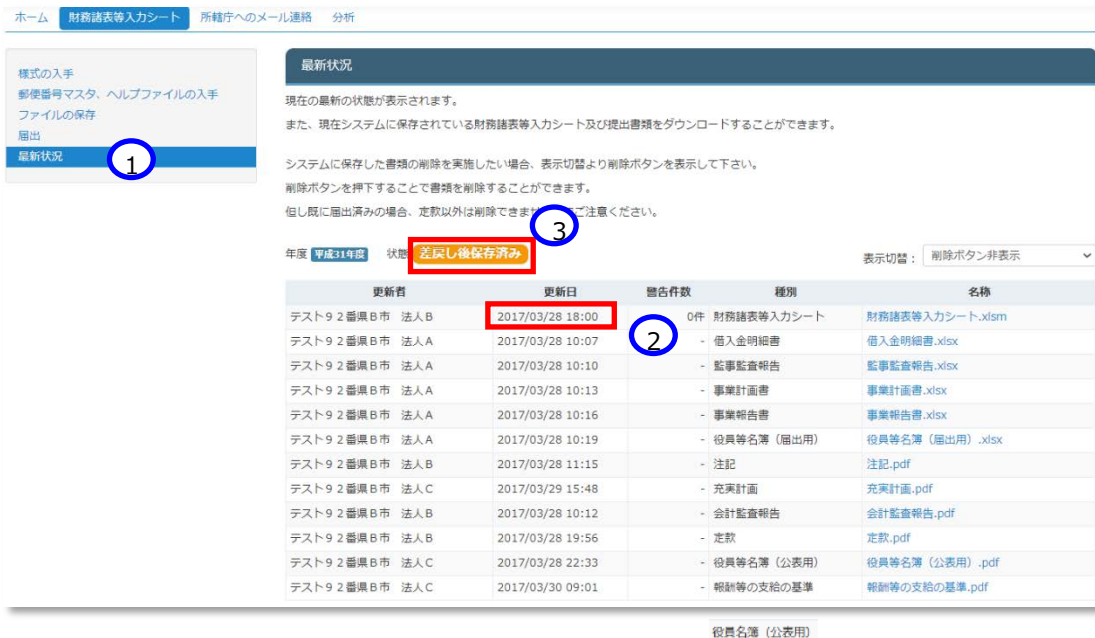 ホーム 財務諸表等入力シート 所轄庁へのメール連絡 分析
様式の入手
郵便番号マスタ、ヘルプファイルの入手
ファイルの保存
届出
最新状況
1
最新状況
現在の最新の状態が表示されます。
また、現在システムに保存されている財務諸表等入力シート及び提出書類をダウンロードすることができます。
システムに保存した書類の削除を実施したい場合、表示切替より削除ボタンを表示して下さい。
削除ボタンを押下することで書類を削除することができます。
但し既に届出済みの場合、定款以外は削除できませ ご注意ください。
3
年度 平成31年度 状態 差戻し後保存済み
表示切替: 削除ボタン非表示
更新者 更新日 警告件数 種別 名称
テスト92番県B市 法人B 2017/03/28 18:00 0件 財務諸表等入力シート 財務諸表等入力シート.xlsm
2
テスト92番県B市 法人A 2017/03/28 10:07 - 借入金明細書 借入金明細書.xlsx
テスト92番県B市 法人A 2017/03/28 10:10 - 監事監査報告 監事監査報告.xlsx
テスト92番県B市 法人A 2017/03/28 10:13 - 事業計画書 事業計画書.xlsx
テスト92番県B市 法人A 2017/03/28 10:16 - 事業報告書 事業報告書.xlsx
テスト92番県B市 法人A 2017/03/28 10:19 - 役員等名簿(届出用) 役員等名簿(届出用).xlsx
テスト92番県B市 法人B 2017/03/28 11:15 - 注記 注記.pdf
テスト92番県B市 法人C 2017/03/29 15:48 - 充実計画 充実計画.pdf
テスト92番県B市 法人B 2017/03/28 10:12 - 会計監査報告 会計監査報告.pdf
テスト92番県B市 法人B 2017/03/28 19:56 - 定款 定款.pdf
テスト92番県B市 法人C 2017/03/28 22:33 - 役員等名簿(公表用) 役員等名簿(公表用).pdf
テスト92番県B市 法人C 2017/03/30 09:01 - 報酬等の支給の基準 報酬等の支給の基準.pdf
役員名簿(公表用)